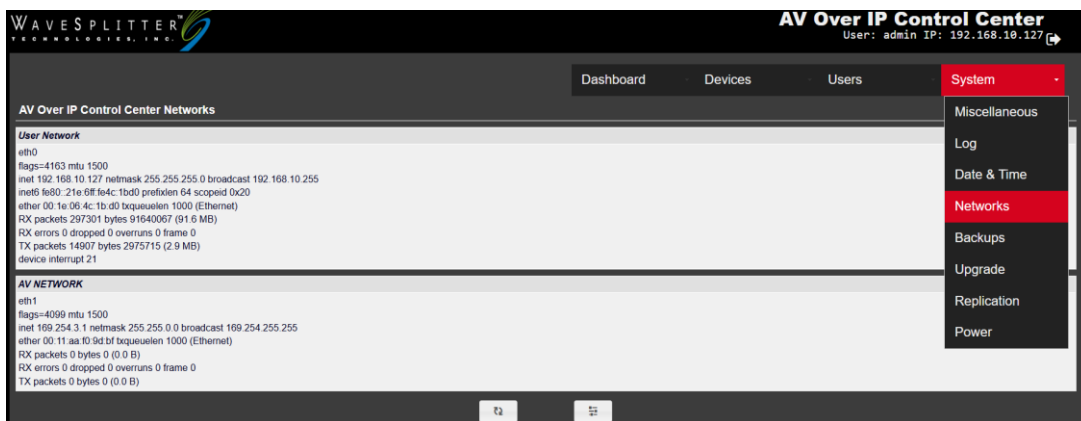 WAVESPLITTER™
TECHNOLOGIES, INC.
AV Over IP Control Center
User: admin IP: 192.168.10.127
Dashboard
Devices
Users
System
Miscellaneous
Log
Date & Time
Networks
Backups
Upgrade
Replication
Power
AV Over IP Control Center Networks
User Network
eth0
flags=4163 mtu 1500
inet 192.168.10.127 netmask 255.255.255.0 broadcast 192.168.10.255
inet6 fe80::21e:6ff:fe4c:1bd0 prefixlen 64 scopeid 0x20
ether 00:1e:06:4c:1b:d0 txqueuelen 1000 (Ethernet)
RX packets 297301 bytes 91640067 (91.6 MB)
RX errors 0 dropped 0 overruns 0 frame 0
TX packets 14907 bytes 2975715 (2.9 MB)
device interrupt 21
AV NETWORK
eth1
flags=4099 mtu 1500
inet 169.254.3.1 netmask 255.255.0.0 broadcast 169.254.255.255
ether 00:11:aa:f0:9d:bf txqueuelen 1000 (Ethernet)
RX packets 0 bytes 0 (0.0 B)
RX errors 0 dropped 0 overruns 0 frame 0
TX packets 0 bytes 0 (0.0 B)